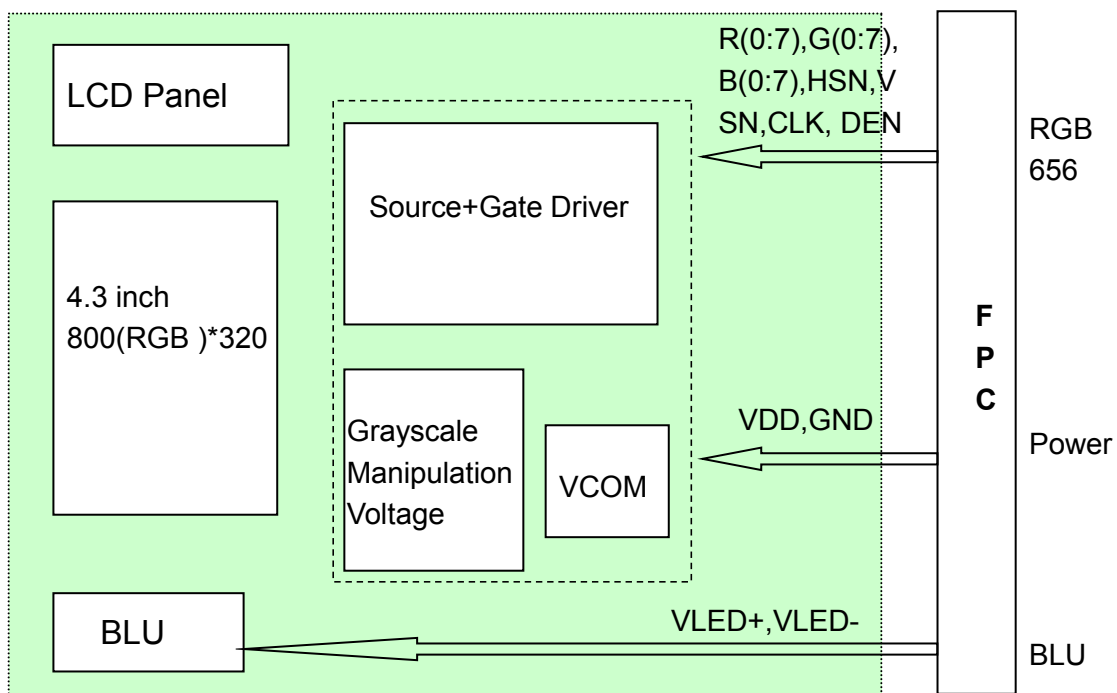 LCD Panel
4.3 inch
800(RGB )*320
BLU
Source+Gate Driver
Grayscale
Manipulation
Voltage
VCOM
R(0:7),G(0:7),
B(0:7),HSN,V
SN,CLK, DEN
VDD,GND
VLED+,VLED-
F
P
C
RGB
656
Power
BLU